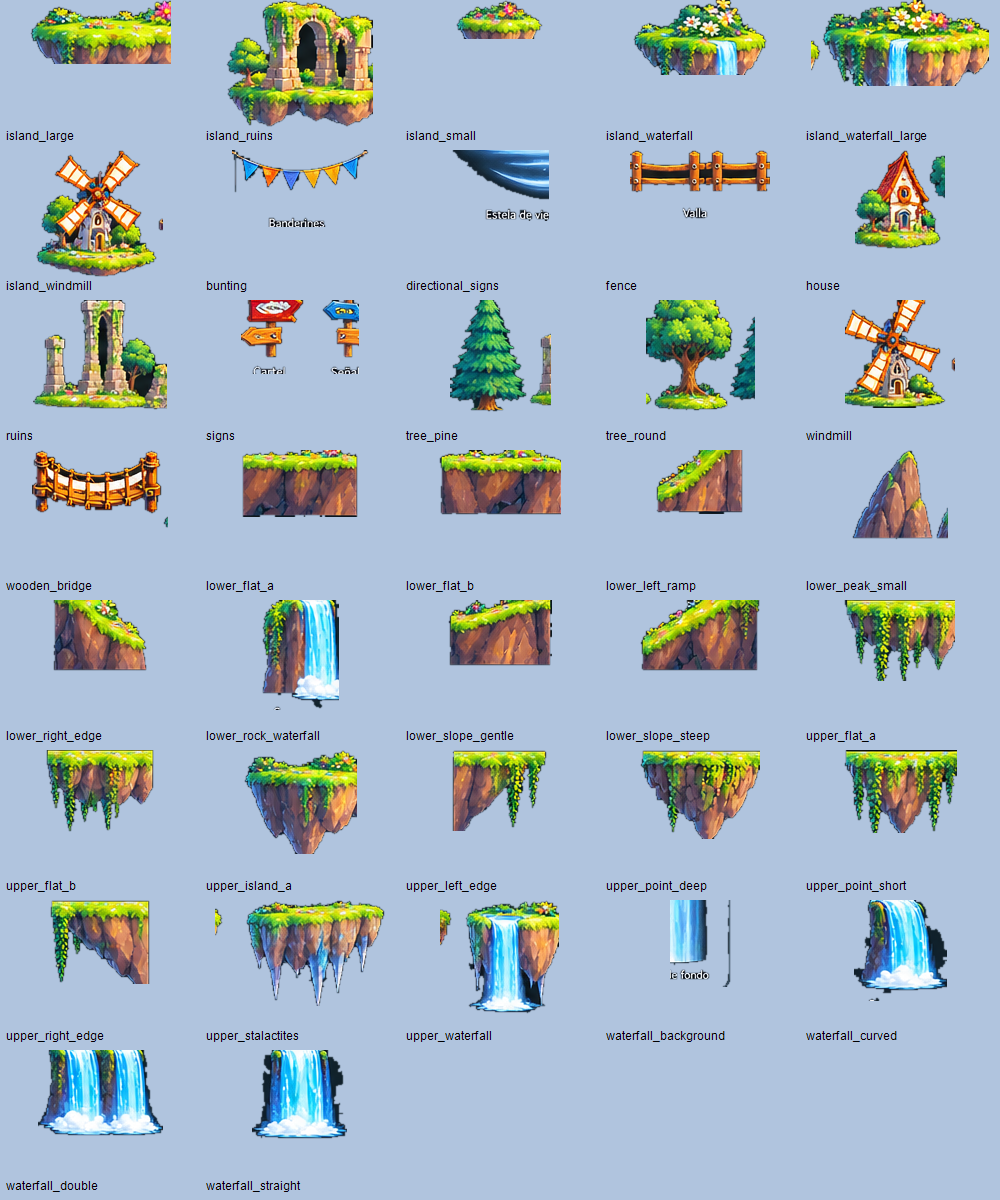 island_large
island_ruins
island_small
island_waterfall
island_waterfall_large
Banderines
Estela de vie
Valla
island_windmill
bunting
directional_signs
fence
house
Cartel
Señal
ruins
signs
tree_pine
tree_round
windmill
wooden_bridge
lower_flat_a
lower_flat_b
lower_left_ramp
lower_peak_small
lower_right_edge
lower_rock_waterfall
lower_slope_gentle
lower_slope_steep
upper_flat_a
upper_flat_b
upper_island_a
upper_left_edge
upper_point_deep
upper_point_short
e fondo
upper_right_edge
upper_stalactites
upper_waterfall
waterfall_background
waterfall_curved
waterfall_double
waterfall_straight